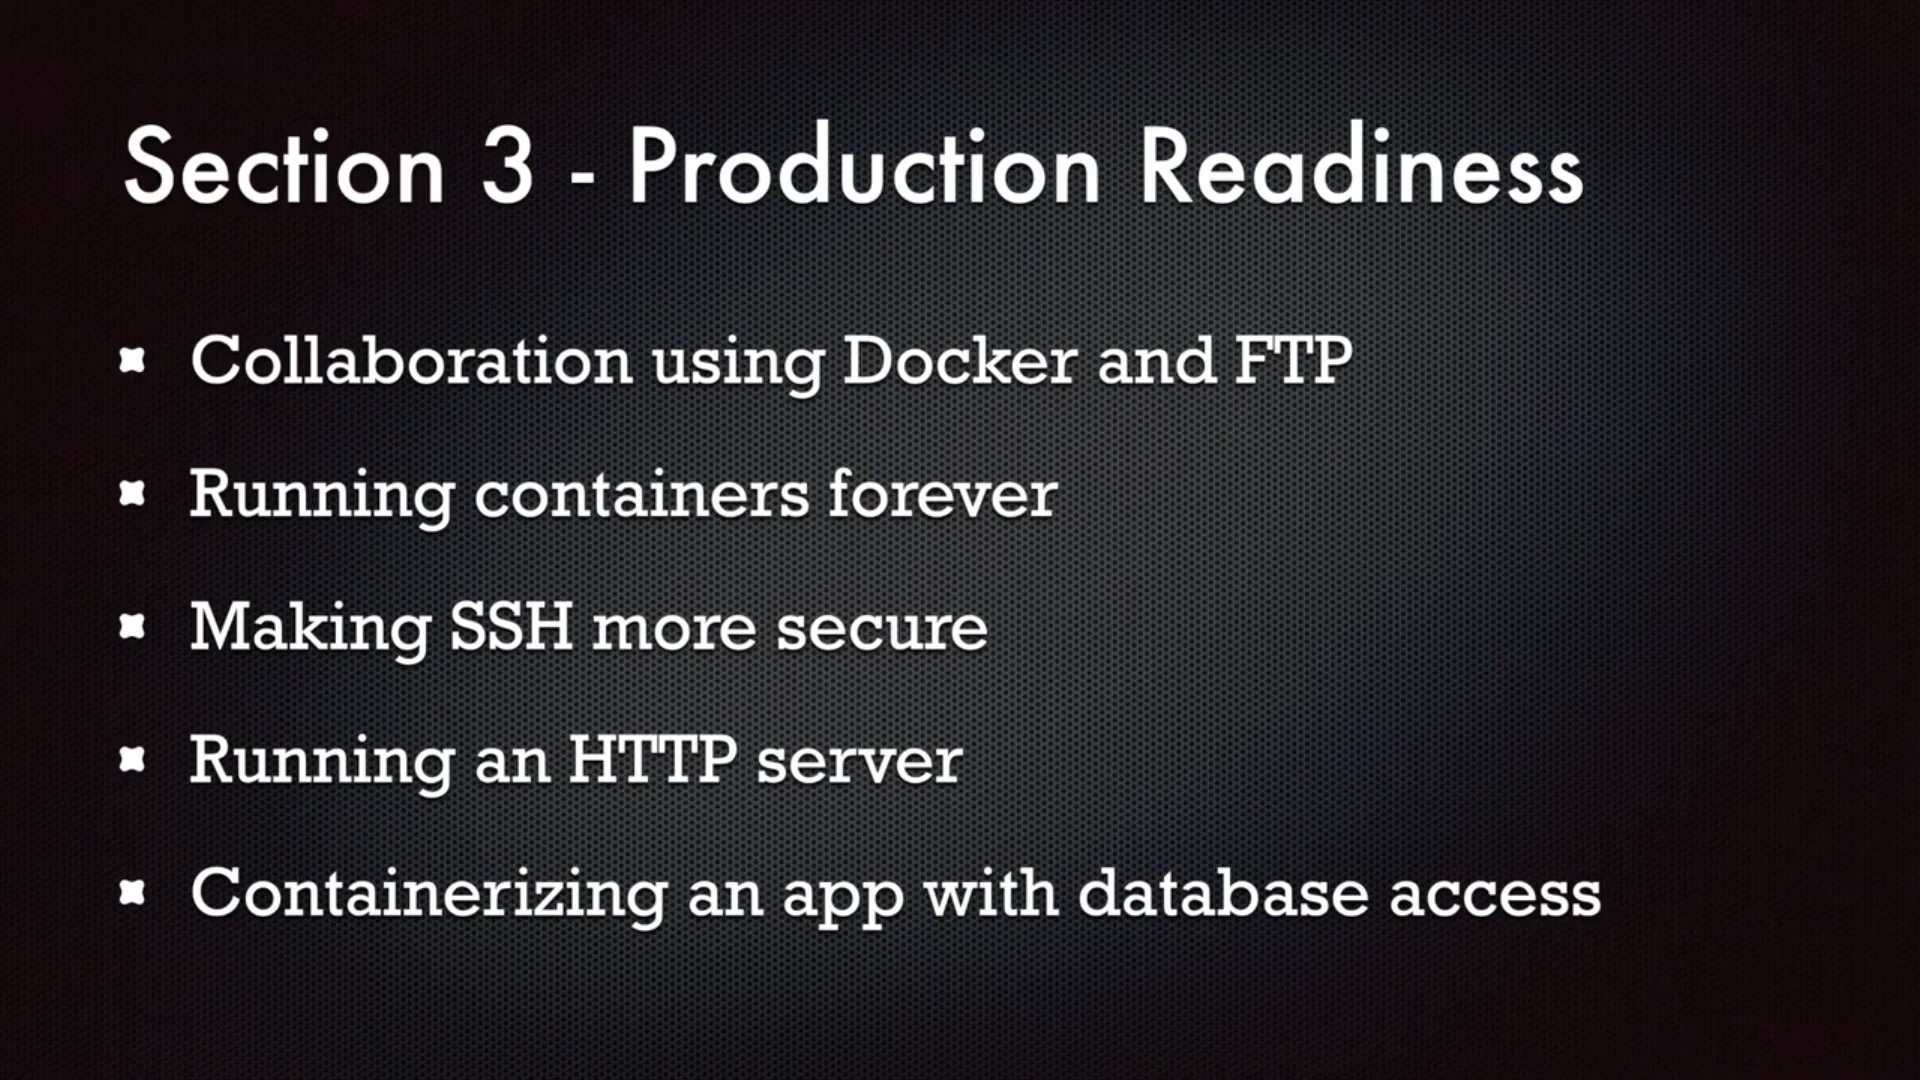 Section 3 - Production Readiness
Collaboration using Docker and FTP
Running containers forever
Making SSH more secure
Running an HTTP server
Containerizing an app with database access